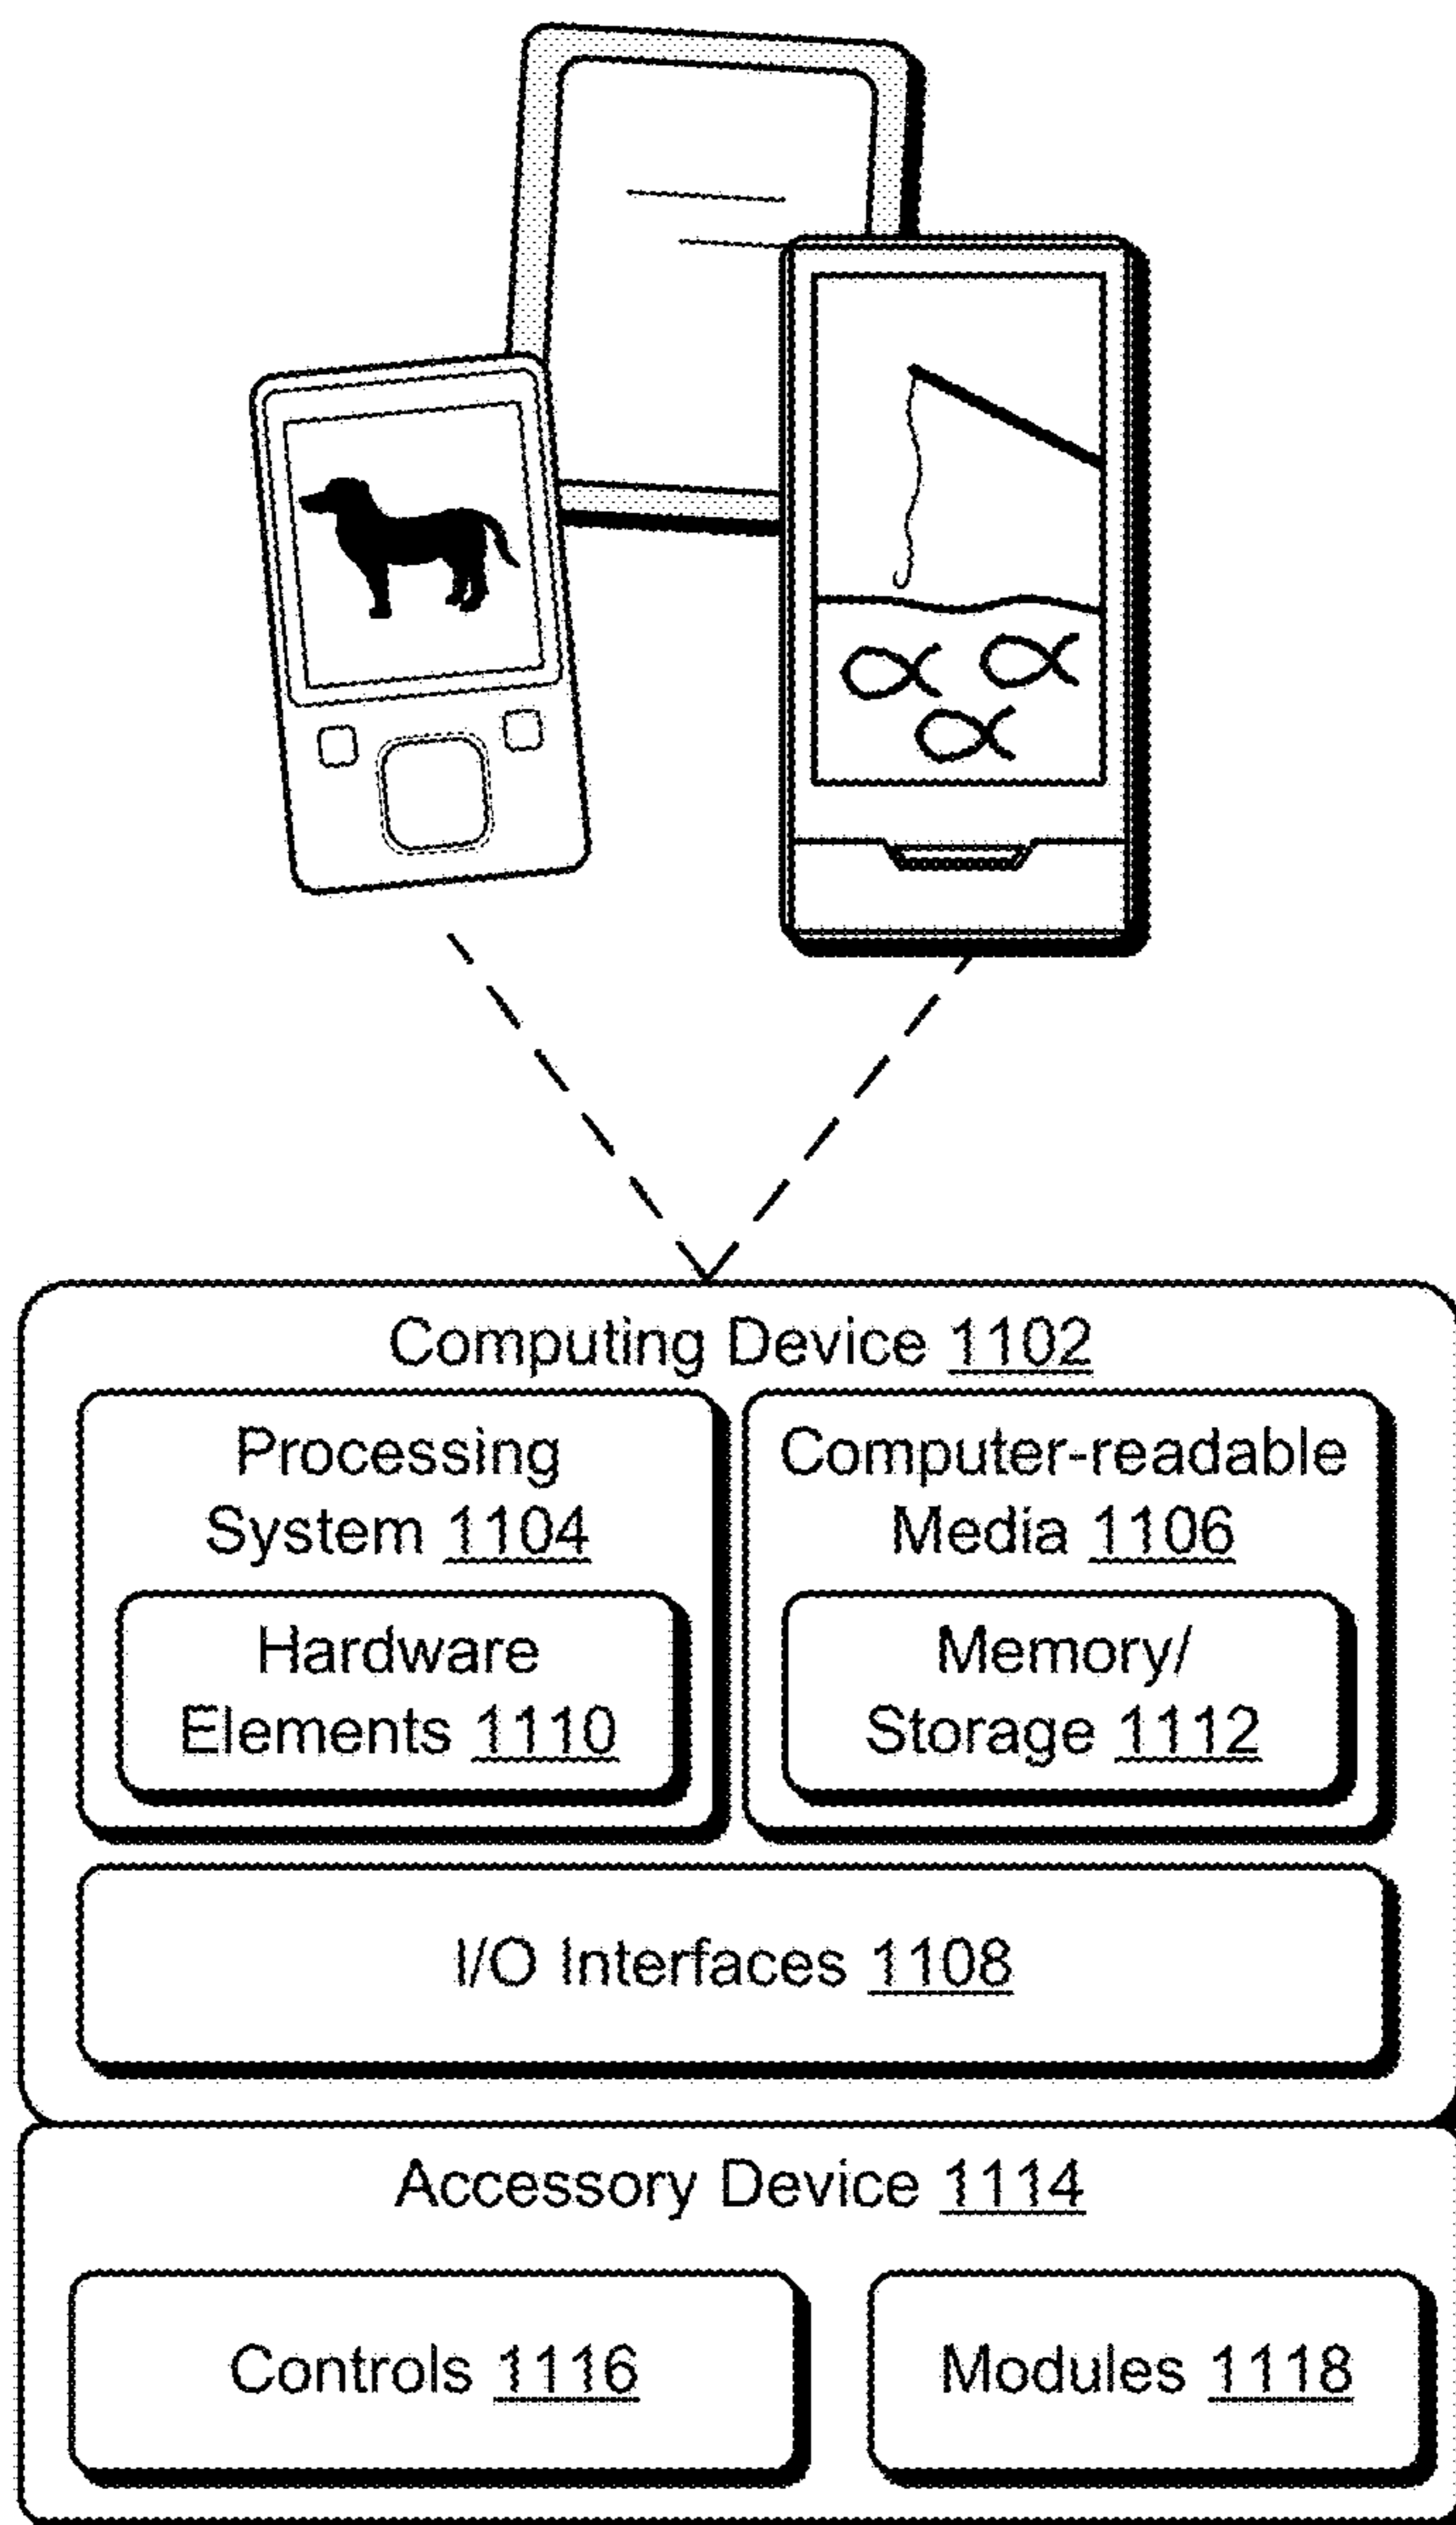 Computing Device 1102
Processing
System 1104
Computer-readable
Media 1106
Hardware
Elements 1110
Memory/
Storage 1112
I/O Interfaces 1108
Accessory Device 1114
Controls 1116
Modules 1118